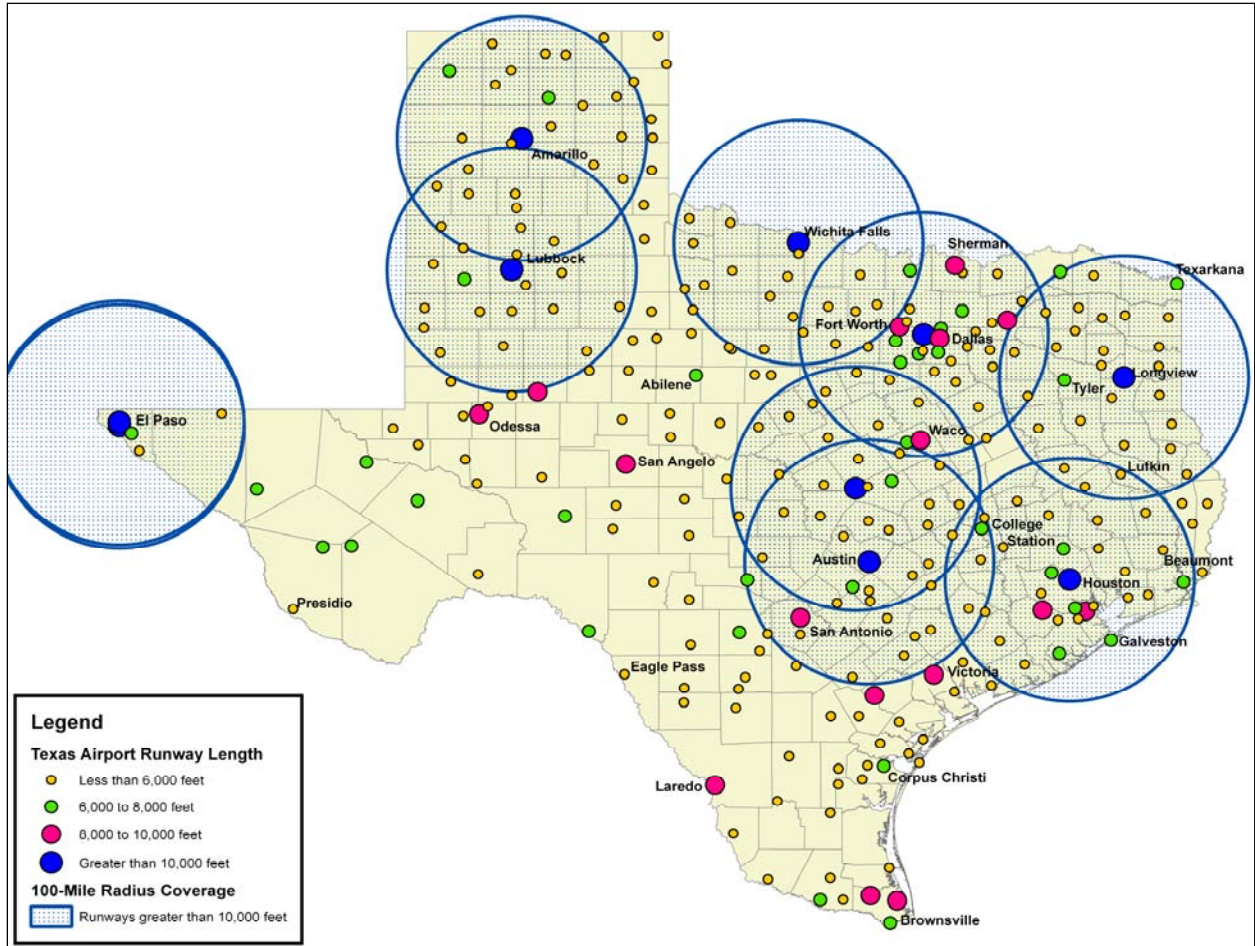 Amarillo
Lubbock
Wichita Falls
Sherman
Texarkana
Fort Worth
Dallas
Longview
Tyler
Abilene
El Paso
Odessa
Waco
San Angelo
Lufkin
College
Station
Austin
Beaumont
Houston
Presidio
San Antonio
Galveston
Eagle Pass
Victoria
Laredo
Corpus Christi
Brownsville
Legend
Texas Airport Runway Length
Less than 6,000 feet
6,000 to 8,000 feet
8,000 to 10,000 feet
Greater than 10,000 feet
100-Mile Radius Coverage
Runways greater than 10,000 feet